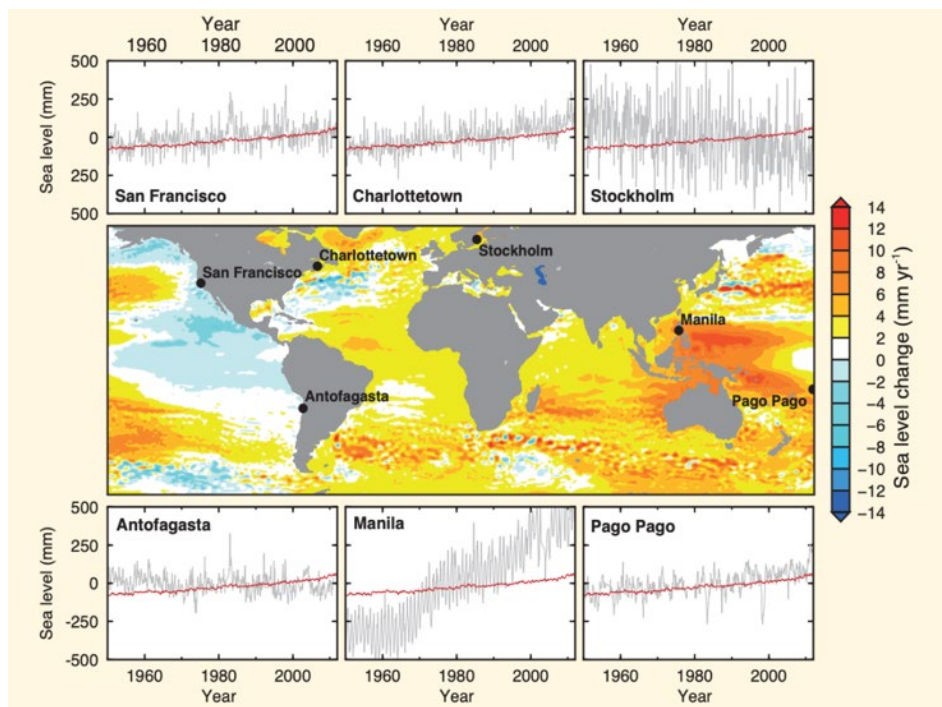 Year Year Year
1960 1980 2000 1960 1980 2000 1960 1980 2000
500
250
0
250
500
Sea level (mm)
San Francisco
Charlottetown
Stockholm
San Francisco
Charlottetown
Stockholm
Manila
Antofagasta
Pago Pago
14
12
10
8
6
4
2
0
−2
−4
−6
−8
−10
−12
−14
Sea level change (mm yr-1)
Antofagasta
Manila
Pago Pago
500
250
0
-250
-500
Sea level (mm)
1960 1980 2000 1960 1980 2000 1960 1980 2000
Year Year Year